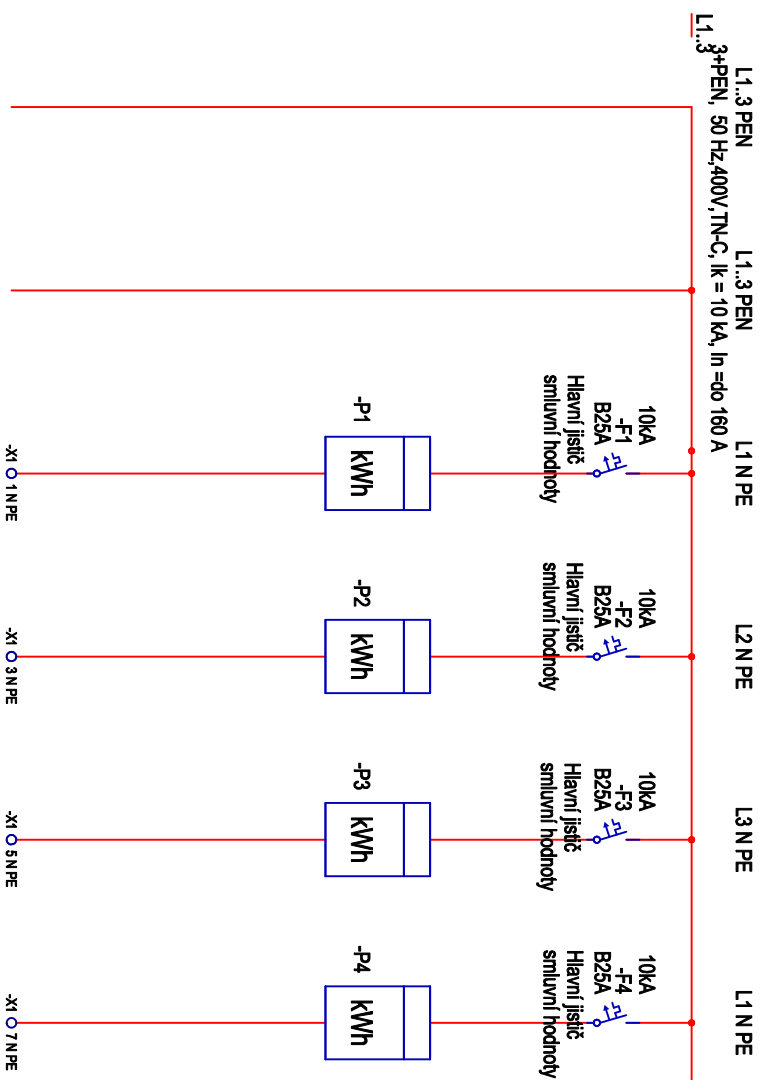 L1..3 PEN
L1..3 PEN
L1 N PE
L2 N PE
L3 N PE
L1 N PE
3+PEN, 50 Hz,400V,TN-C, Ik = 10 kA, In =do 160 A
L1..3
10kA
-F1
B25A
Hlavní jistič
smluvní hodnoty
10kA
-F2
B25A
Hlavní jistič
smluvní hodnoty
10kA
-F3
B25A
Hlavní jistič
smluvní hodnoty
10kA
-F4
B25A
Hlavní jistič
smluvní hodnoty
-P1
kWh
-P2
kWh
-P3
kWh
-P4
kWh
-X1 1 N PE
-X1 3 N PE
-X1 5 N PE
-X1 7 N PE